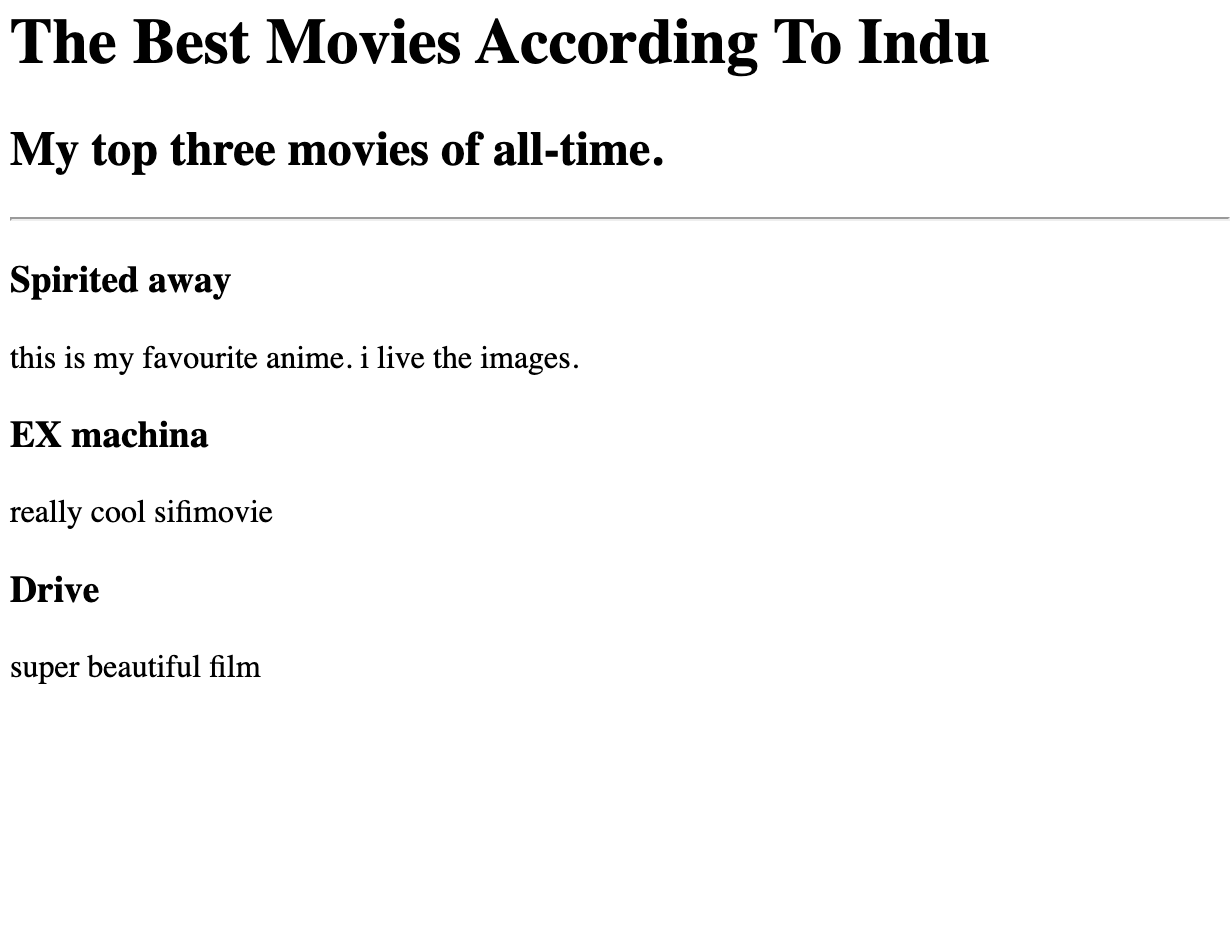 The Best Movies According To Indu
My top three movies of all-time.
Spirited away
this is my favourite anime. i live the images.
EX machina
really cool sifimovie
Drive
super beautiful film